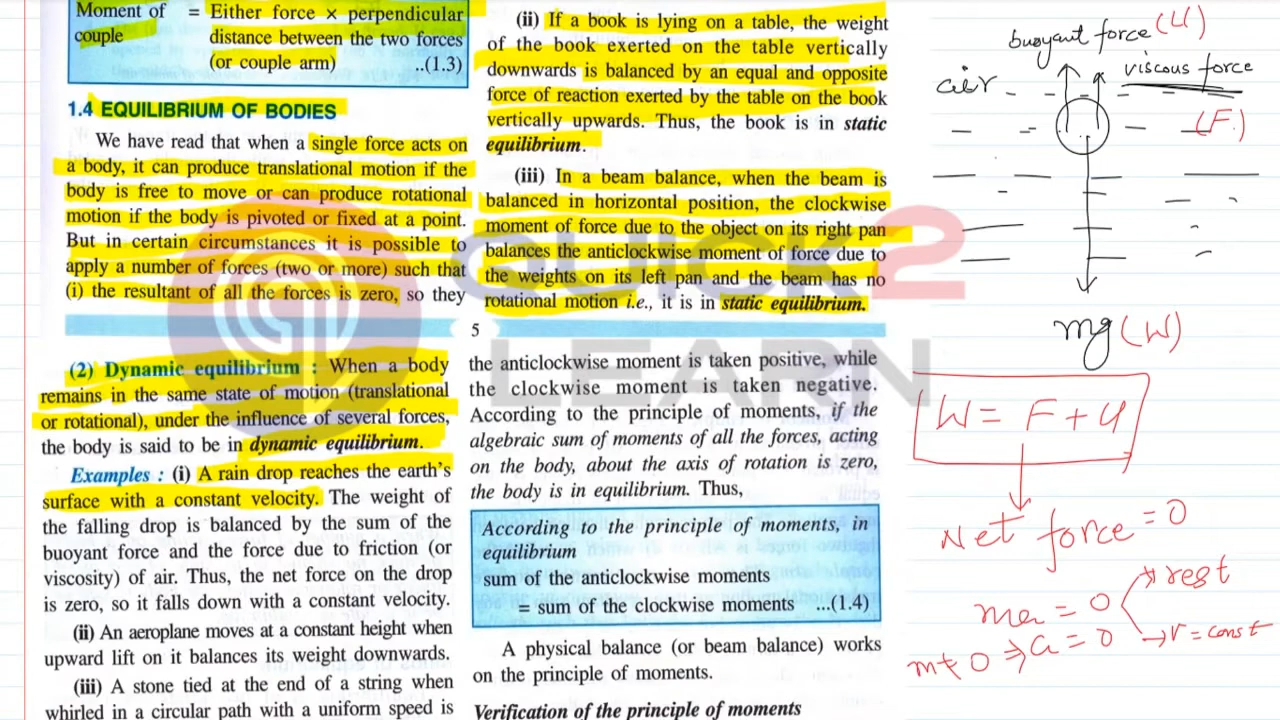 Moment of = Either force × perpendicular
couple distance between the two forces
(or couple arm) ..(1.3)
1.4 EQUILIBRIUM OF BODIES
We have read that when a single force acts on
a body, it can produce translational motion if the
body is free to move or can produce rotational
motion if the body is pivoted or fixed at a point.
But in certain circumstances it is possible to
apply a number of forces (two or more) such that
(i) the resultant of all the forces is zero, so they
(ii) If a book is lying on a table, the weight
of the book exerted on the table vertically
downwards is balanced by an equal and opposite
force of reaction exerted by the table on the book
vertically upwards. Thus, the book is in static
equilibrium.
(iii) In a beam balance, when the beam is
balanced in horizontal position, the clockwise
moment of force due to the object on its right pan
balances the anticlockwise moment of force due to
the weights on its left pan and the beam has no
rotational motion i.e., it is in static equilibrium.
5
(2) Dynamic equilibrium : When a body
remains in the same state of motion (translational
or rotational), under the influence of several forces,
the body is said to be in dynamic equilibrium.
Examples : (i) A rain drop reaches the earth's
surface with a constant velocity. The weight of
the falling drop is balanced by the sum of the
buoyant force and the force due to friction (or
viscosity) of air. Thus, the net force on the drop
is zero, so it falls down with a constant velocity.
(ii) An aeroplane moves at a constant height when
upward lift on it balances its weight downwards.
(iii) A stone tied at the end of a string when
whirled in a circular path with a uniform speed is
the anticlockwise moment is taken positive, while
the clockwise moment is taken negative.
According to the principle of moments, if the
algebraic sum of moments of all the forces, acting
on the body, about the axis of rotation is zero,
the body is in equilibrium. Thus,
According to the principle of moments, in
equilibrium
sum of the anticlockwise moments
= sum of the clockwise moments ...(1.4)
A physical balance (or beam balance) works
on the principle of moments.
Verification of the principle of moments
QUICK2
LEARN
buoyant force (U)
air
viscous force
(F)
mg (W)
W = F + U
Net force = 0
ma = 0
rest
m ≠ 0 ⇒ a = 0
v = const